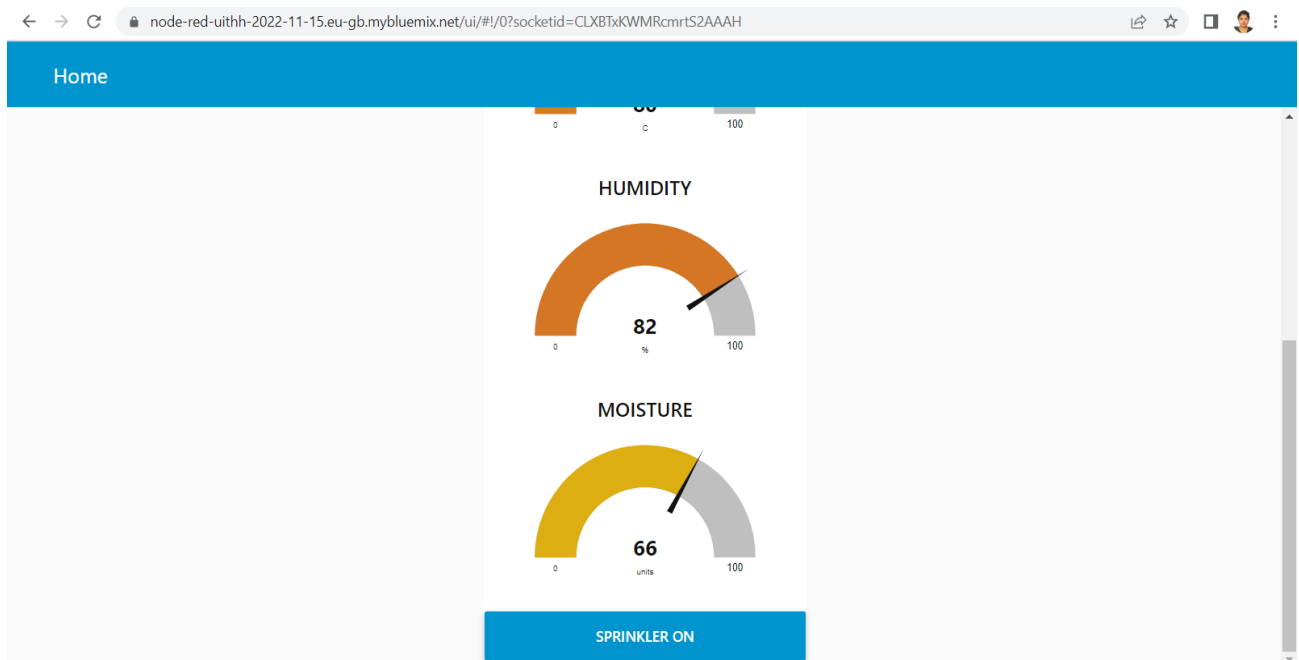 node-red-uithh-2022-11-15.eu-gb.mybluemix.net/ui/#!/0?socketid=CLXBTxKWMRcmrtS2AAAH
Home
0
C
100
HUMIDITY
82
0
%
100
MOISTURE
66
0
units
100
SPRINKLER ON